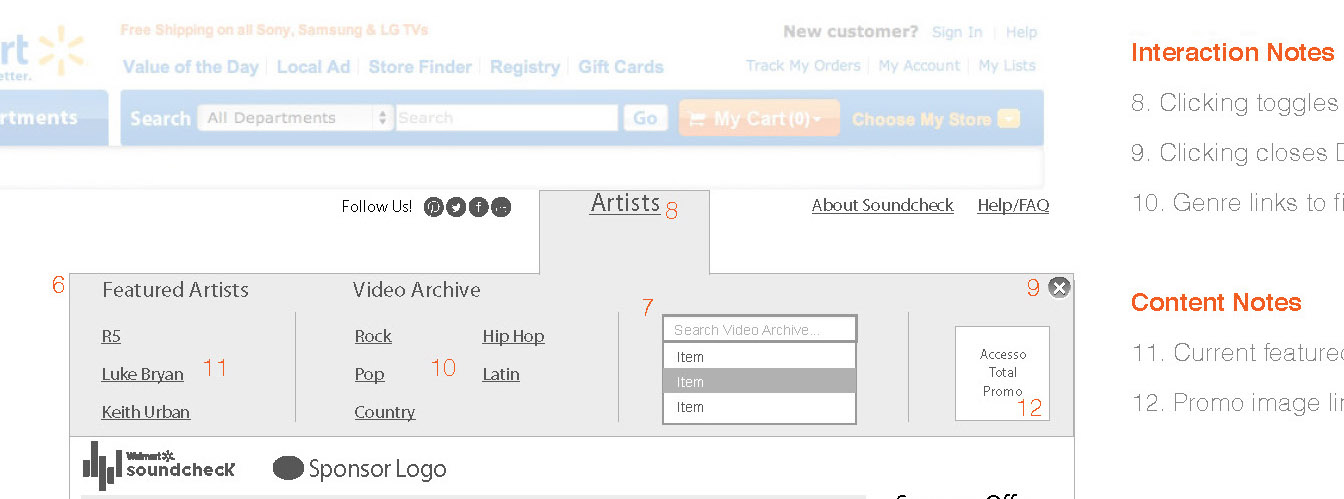 Free Shipping on all Sony, Samsung & LG TVs
New customer? Sign In | Help
Value of the Day | Local Ad | Store Finder | Registry | Gift Cards
Track My Orders | My Account | My Lists
Search All Departments Search Go My Cart (0) Choose My Store
Follow Us!
Artists 8
About Soundcheck Help/FAQ
6
Featured Artists
R5
Luke Bryan 11
Keith Urban
Video Archive
Rock Hip Hop
Pop 10 Latin
Country
7
Search Video Archive...
Item
Item
Item
9
Accesso
Total
Promo
12
Walmart
soundcheck
Sponsor Logo
Interaction Notes
8. Clicking toggles
9. Clicking closes
10. Genre links to
Content Notes
11. Current featured
12. Promo image